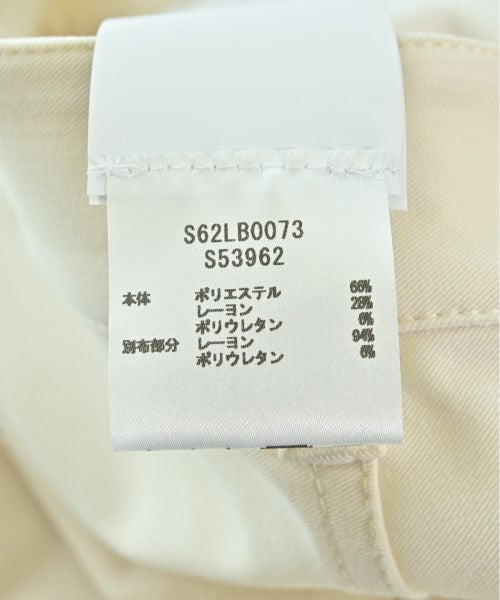 S62LB0073
S53962
本体 ポリエステル 66%
レーヨン 28%
ポリウレタン 6%
別布部分 レーヨン 94%
ポリウレタン 6%